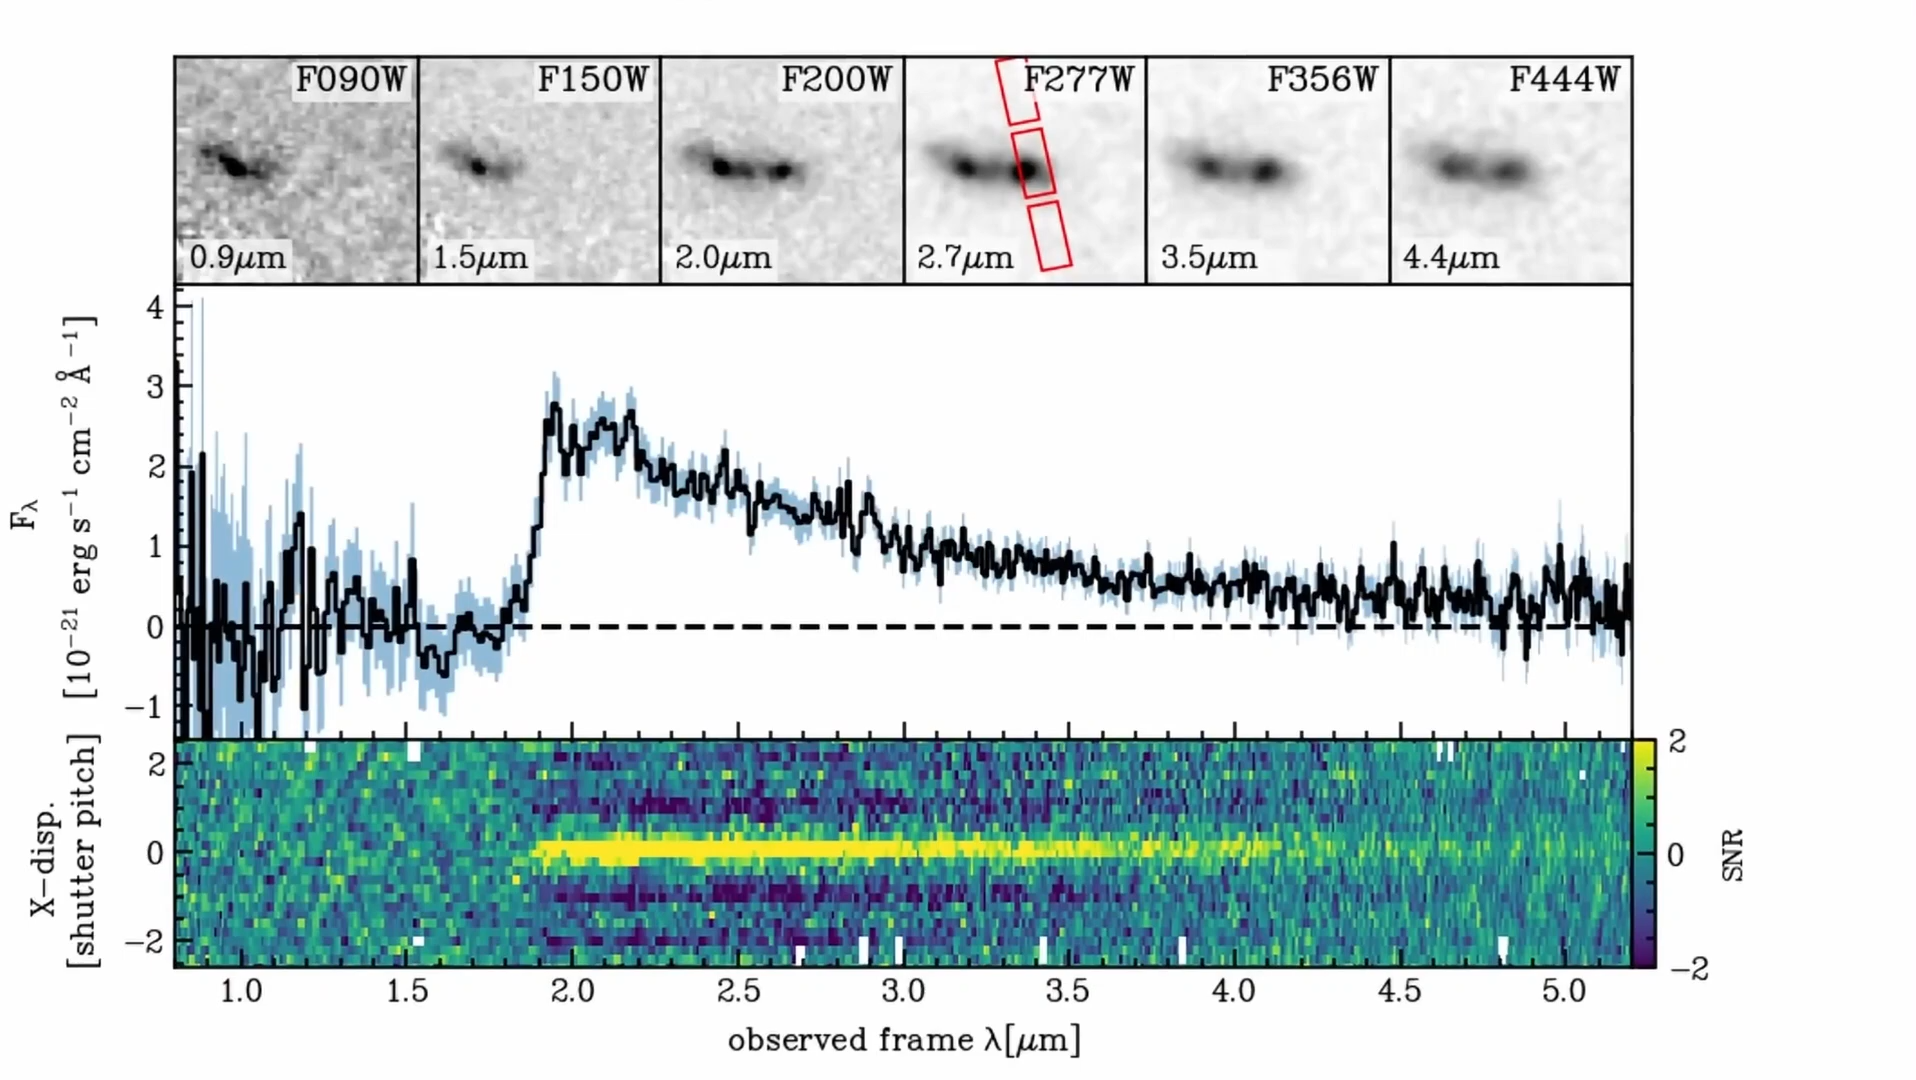 F090W F150W F200W F277W F356W F444W
0.9μm 1.5μm 2.0μm 2.7μm 3.5μm 4.4μm
F_λ
[10⁻²¹ erg s⁻¹ cm⁻² Å⁻¹]
4
3
2
1
0
−1
X-disp.
[shutter pitch]
2
0
−2
2
0
−2
SNR
1.0 1.5 2.0 2.5 3.0 3.5 4.0 4.5 5.0
observed frame λ[μm]